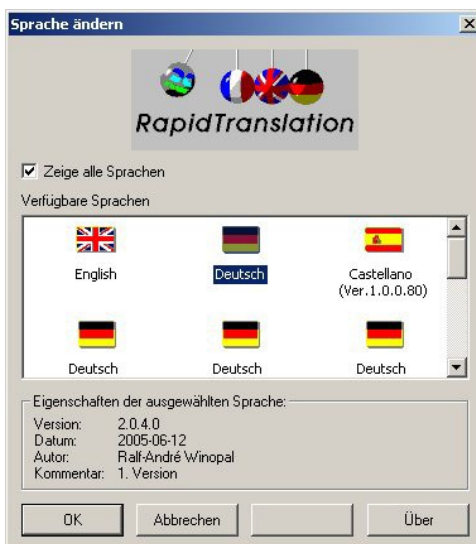 Sprache ändern
RapidTranslation
Zeige alle Sprachen
Verfügbare Sprachen
English
Deutsch
Castellano
(Ver.1.0.0.80)
Deutsch
Deutsch
Deutsch
Eigenschaften der ausgewählten Sprache:
Version: 2.0.4.0
Datum: 2005-06-12
Autor: Ralf-André Winopal
Kommentar: 1. Version
OK
Abbrechen
Über